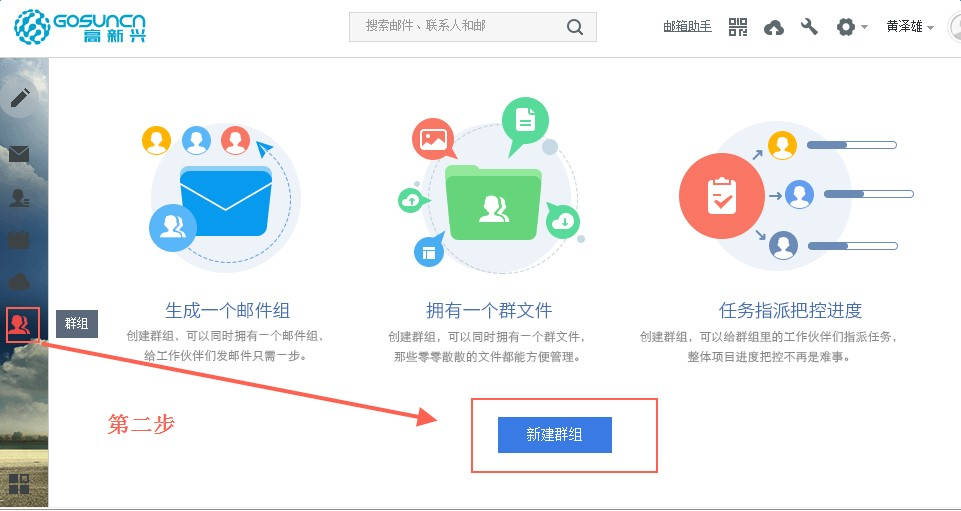 GOSUNCN
高新兴
搜索邮件、联系人和邮
邮箱助手
黄泽雄
群组
生成一个邮件组
创建群组，可以同时拥有一个邮件组，
给工作伙伴们发邮件只需一步。
拥有一个群文件
创建群组，可以同时拥有一个群文件，
那些零零散散的文件都能方便管理。
任务指派把控进度
创建群组，可以给群组里的工作伙伴们指派任务，
整体项目进度把控不再是难事。
第二步
新建群组